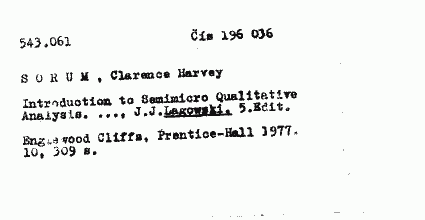 543.061
Čís 196 036
S O R U M , Clarence Harvey
Introduction to Semimicro Qualitative
Analysis. ..., J.J.Lagowski. 5.Edit.
Englewood Cliffs, Prentice-Hall 1977.
10, 309 s.